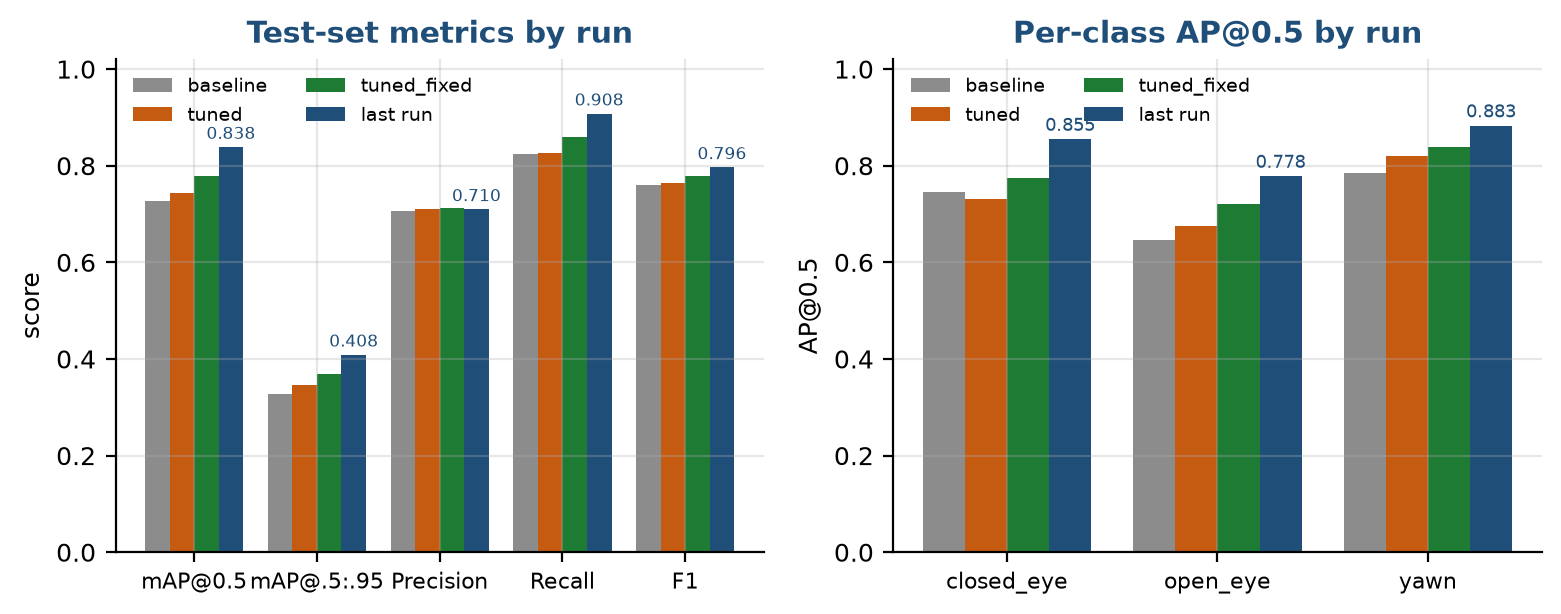 Test-set metrics by run
baseline
tuned
tuned_fixed
last run
0.838
0.408
0.710
0.908
0.796
score
1.0
0.8
0.6
0.4
0.2
0.0
mAP@0.5
mAP@.5:.95
Precision
Recall
F1
Per-class AP@0.5 by run
baseline
tuned
tuned_fixed
last run
0.855
0.778
0.883
AP@0.5
1.0
0.8
0.6
0.4
0.2
0.0
closed_eye
open_eye
yawn